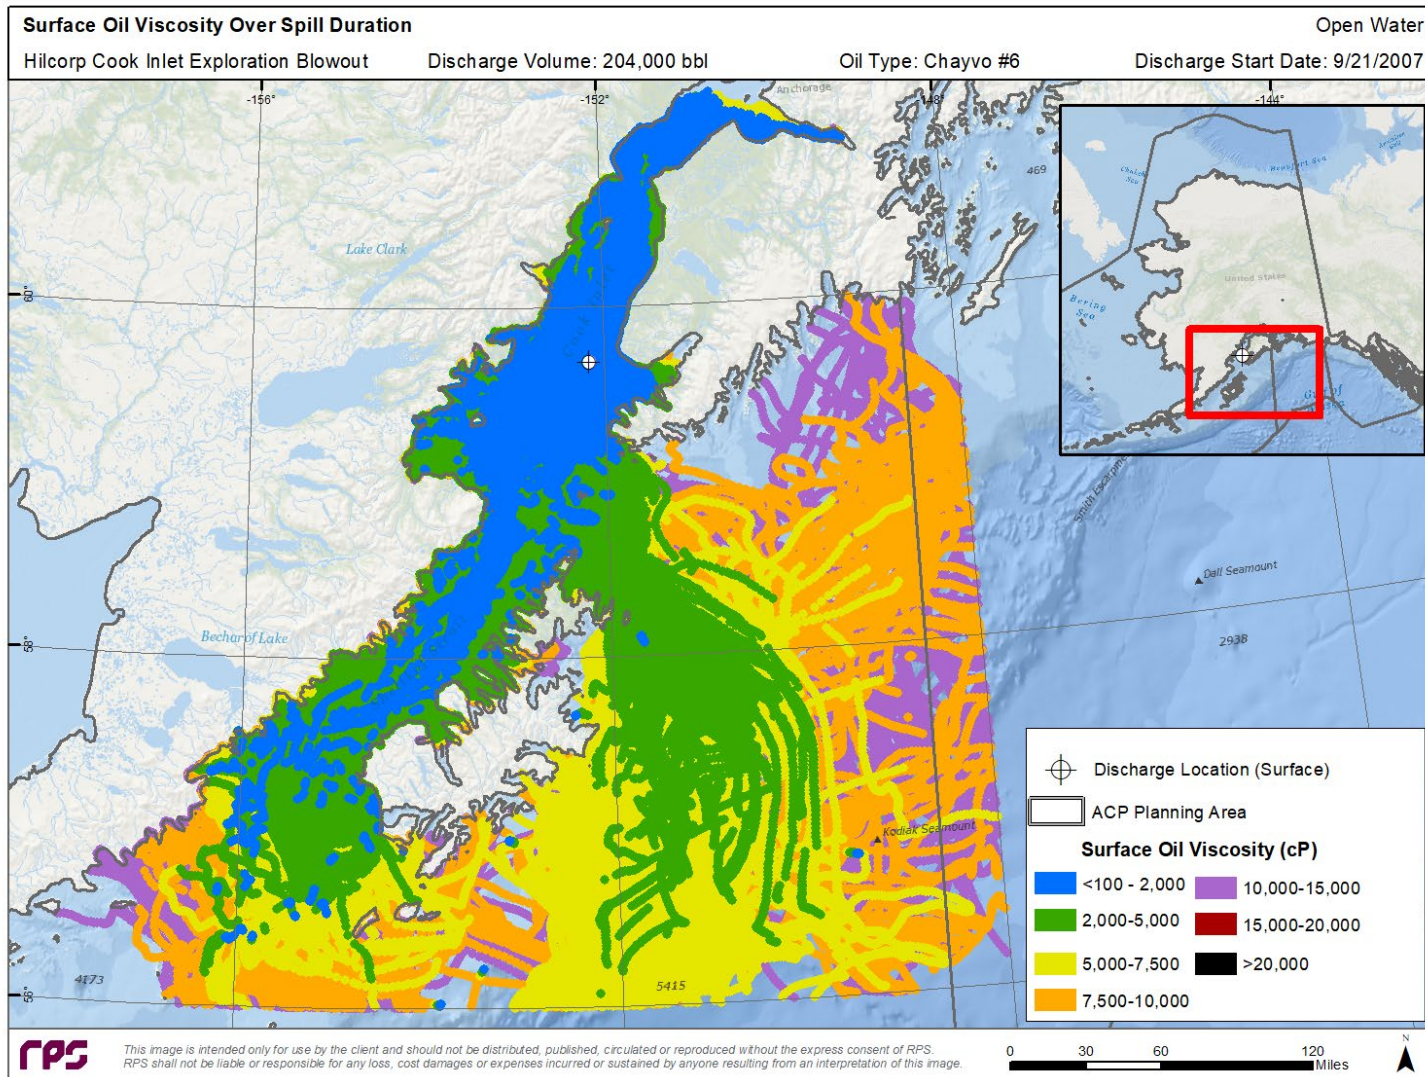 Surface Oil Viscosity Over Spill Duration
Open Water
Hilcorp Cook Inlet Exploration Blowout Discharge Volume: 204,000 bbl Oil Type: Chayvo #6 Discharge Start Date: 9/21/2007
-156° -152° -148° -144°
Anchorage
469
Lake Clark
Cook Inlet
60°
Chukchi Sea
Beaufort Sea
United States
Bering Sea
Smith Escarpment
Dall Seamount
Becharof Lake
58°
2938
Kodiak Seamount
4173
5415
56°
Discharge Location (Surface)
ACP Planning Area
Surface Oil Viscosity (cP)
<100 - 2,000 10,000-15,000
2,000-5,000 15,000-20,000
5,000-7,500 >20,000
7,500-10,000
rps
This image is intended only for use by the client and should not be distributed, published, circulated or reproduced without the express consent of RPS.
RPS shall not be liable or responsible for any loss, cost damages or expenses incurred or sustained by anyone resulting from an interpretation of this image.
0 30 60 120
Miles
N